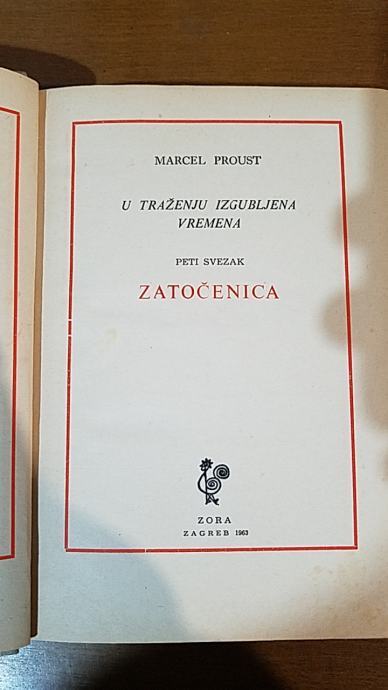 MARCEL PROUST
U TRAŽENJU IZGUBLJENA
VREMENA
PETI SVEZAK
ZATOČENICA
ZORA
ZAGREB 1963